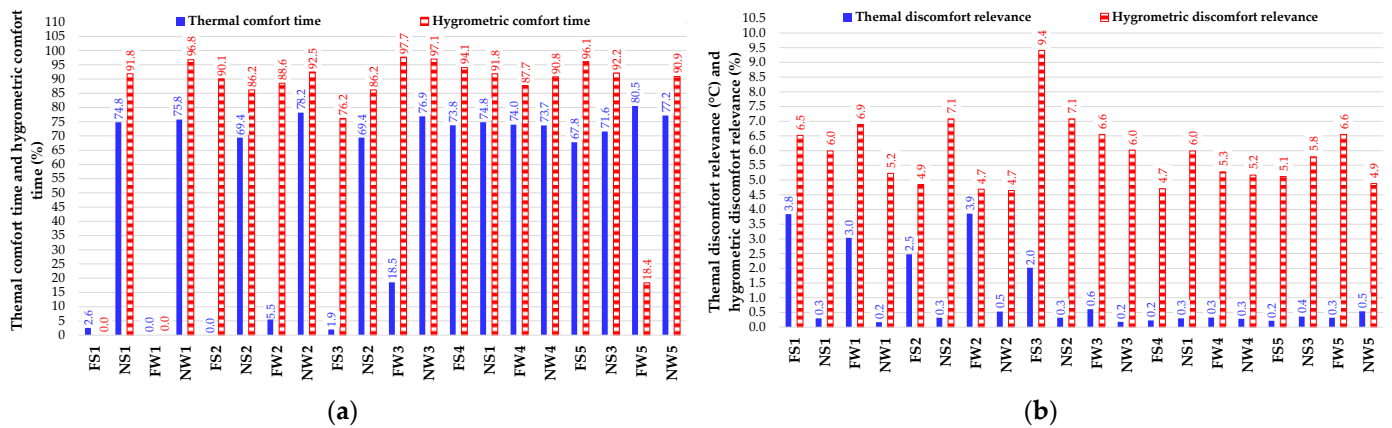 Thermal comfort time
Hygrometric comfort time
Themal comfort time and hygrometric comfort
time (%)
110
105
100
95
90
85
80
75
70
65
60
55
50
45
40
35
30
25
20
15
10
5
0
2.6
0.0
74.8
91.8
0.0
0.0
75.8
96.8
0.0
90.1
69.4
86.2
5.5
88.6
78.2
92.5
1.9
76.2
69.4
86.2
18.5
97.7
76.9
97.1
73.8
94.1
74.8
91.8
74.0
87.7
73.7
90.8
67.8
96.1
71.6
92.2
80.5
18.4
77.2
90.9
FS1
NS1
FW1
NW1
FS2
NS2
FW2
NW2
FS3
NS2
FW3
NW3
FS4
NS1
FW4
NW4
FS5
NS3
FW5
NW5
(a)
Themal discomfort relevance
Hygrometric discomfort relevance
Themal discomfort relevance (°C) and
hygrometric discomfort relevance (%)
10.5
10.0
9.5
9.0
8.5
8.0
7.5
7.0
6.5
6.0
5.5
5.0
4.5
4.0
3.5
3.0
2.5
2.0
1.5
1.0
0.5
0.0
3.8
6.5
0.3
6.0
3.0
6.9
0.2
5.2
2.5
4.9
0.3
7.1
3.9
4.7
0.5
4.7
2.0
9.4
0.3
7.1
0.6
6.6
0.2
6.0
0.2
4.7
0.3
6.0
0.3
5.3
0.3
5.2
0.2
5.1
0.4
5.8
0.3
6.6
0.5
4.9
FS1
NS1
FW1
NW1
FS2
NS2
FW2
NW2
FS3
NS2
FW3
NW3
FS4
NS1
FW4
NW4
FS5
NS3
FW5
NW5
(b)